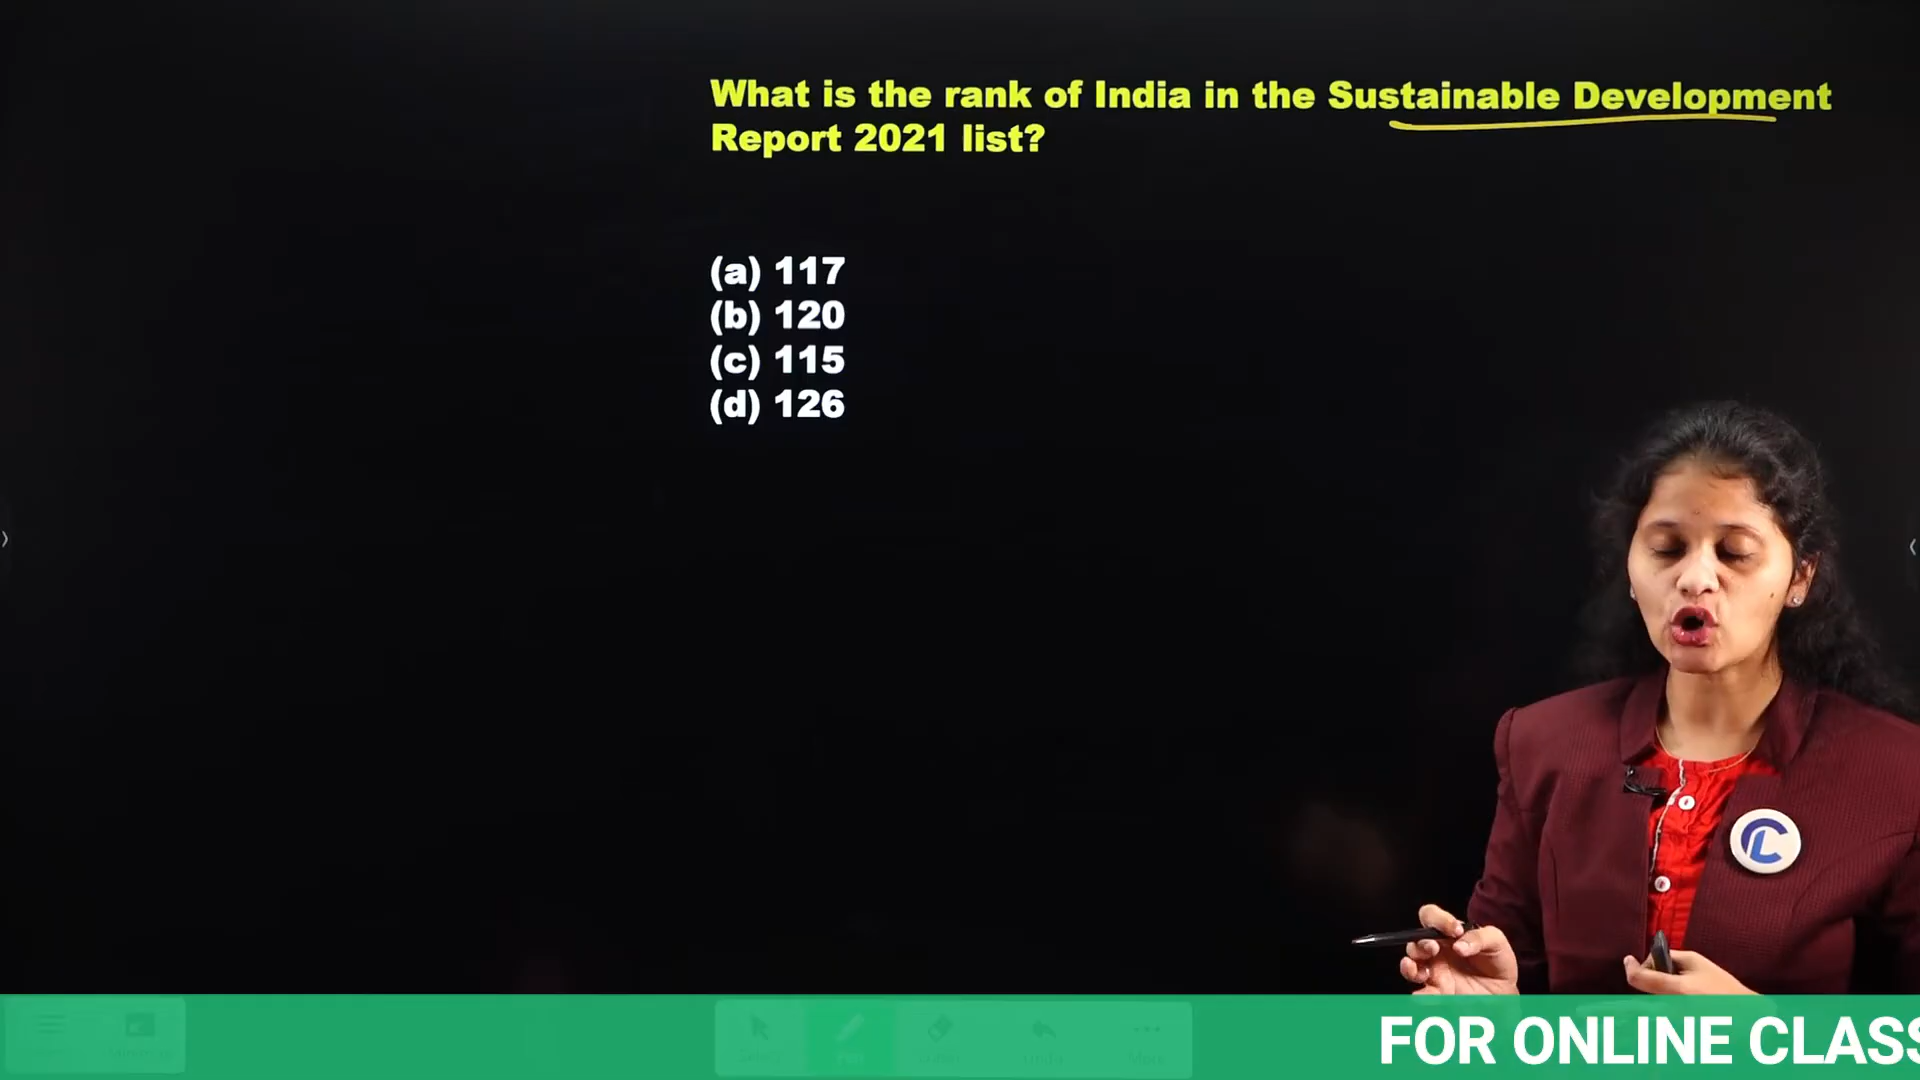 What is the rank of India in the Sustainable Development
Report 2021 list?
(a) 117
(b) 120
(c) 115
(d) 126
FOR ONLINE CLASS